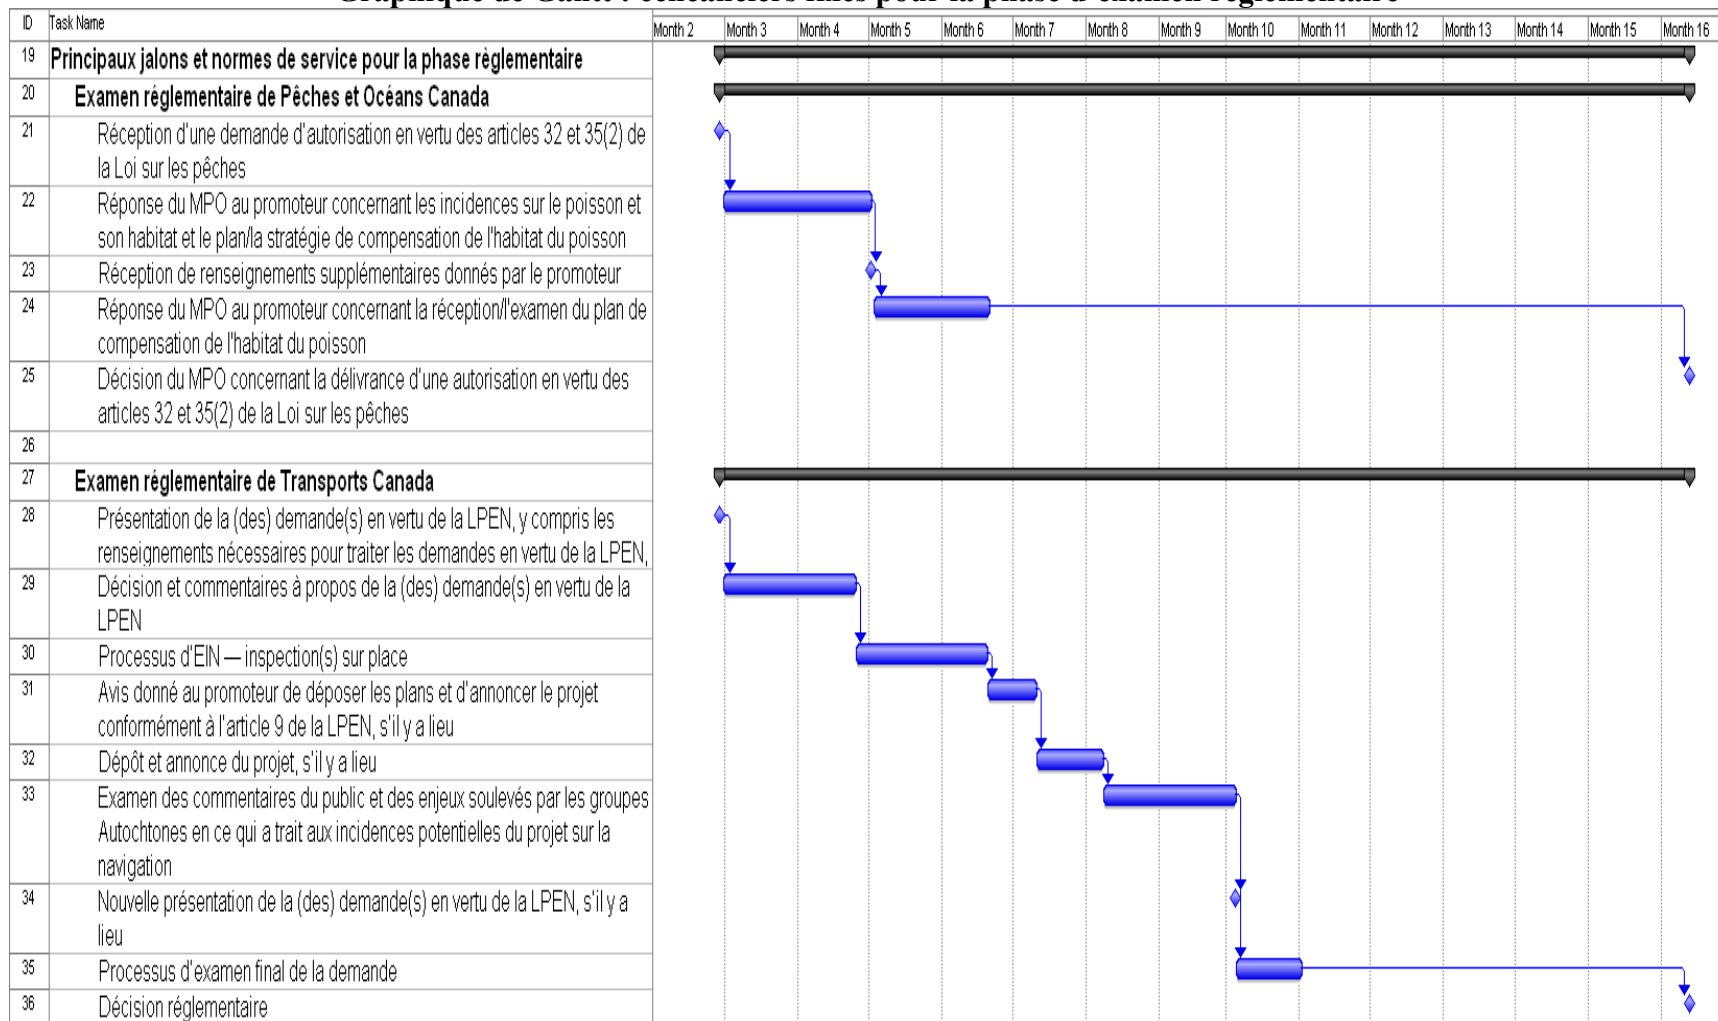 Graphique de Gantt : échéanciers fixes pour la phase d'examen réglementaire
ID Task Name Month 2 Month 3 Month 4 Month 5 Month 6 Month 7 Month 8 Month 9 Month 10 Month 11 Month 12 Month 13 Month 14 Month 15 Month 16
19 Principaux jalons et normes de service pour la phase règlementaire
20 Examen réglementaire de Pêches et Océans Canada
21 Réception d'une demande d'autorisation en vertu des articles 32 et 35(2) de
la Loi sur les pêches
22 Réponse du MPO au promoteur concernant les incidences sur le poisson et
son habitat et le plan/la stratégie de compensation de l'habitat du poisson
23 Réception de renseignements supplémentaires donnés par le promoteur
24 Réponse du MPO au promoteur concernant la réception/l'examen du plan de
compensation de l'habitat du poisson
25 Décision du MPO concernant la délivrance d'une autorisation en vertu des
articles 32 et 35(2) de la Loi sur les pêches
26
27 Examen réglementaire de Transports Canada
28 Présentation de la (des) demande(s) en vertu de la LPEN, y compris les
renseignements nécessaires pour traiter les demandes en vertu de la LPEN,
29 Décision et commentaires à propos de la (des) demande(s) en vertu de la
LPEN
30 Processus d'EIN — inspection(s) sur place
31 Avis donné au promoteur de déposer les plans et d'annoncer le projet
conformément à l'article 9 de la LPEN, s'il y a lieu
32 Dépôt et annonce du projet, s'il y a lieu
33 Examen des commentaires du public et des enjeux soulevés par les groupes
Autochtones en ce qui a trait aux incidences potentielles du projet sur la
navigation
34 Nouvelle présentation de la (des) demande(s) en vertu de la LPEN, s'il y a
lieu
35 Processus d'examen final de la demande
36 Décision réglementaire